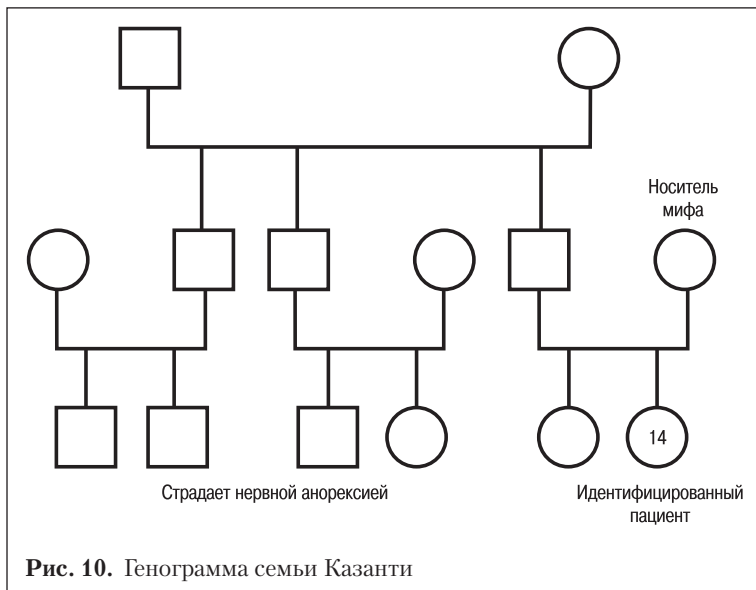 Носитель
мифа
14
Страдает нервной анорексией
Идентифицированный
пациент
Рис. 10. Генограмма семьи Казанти